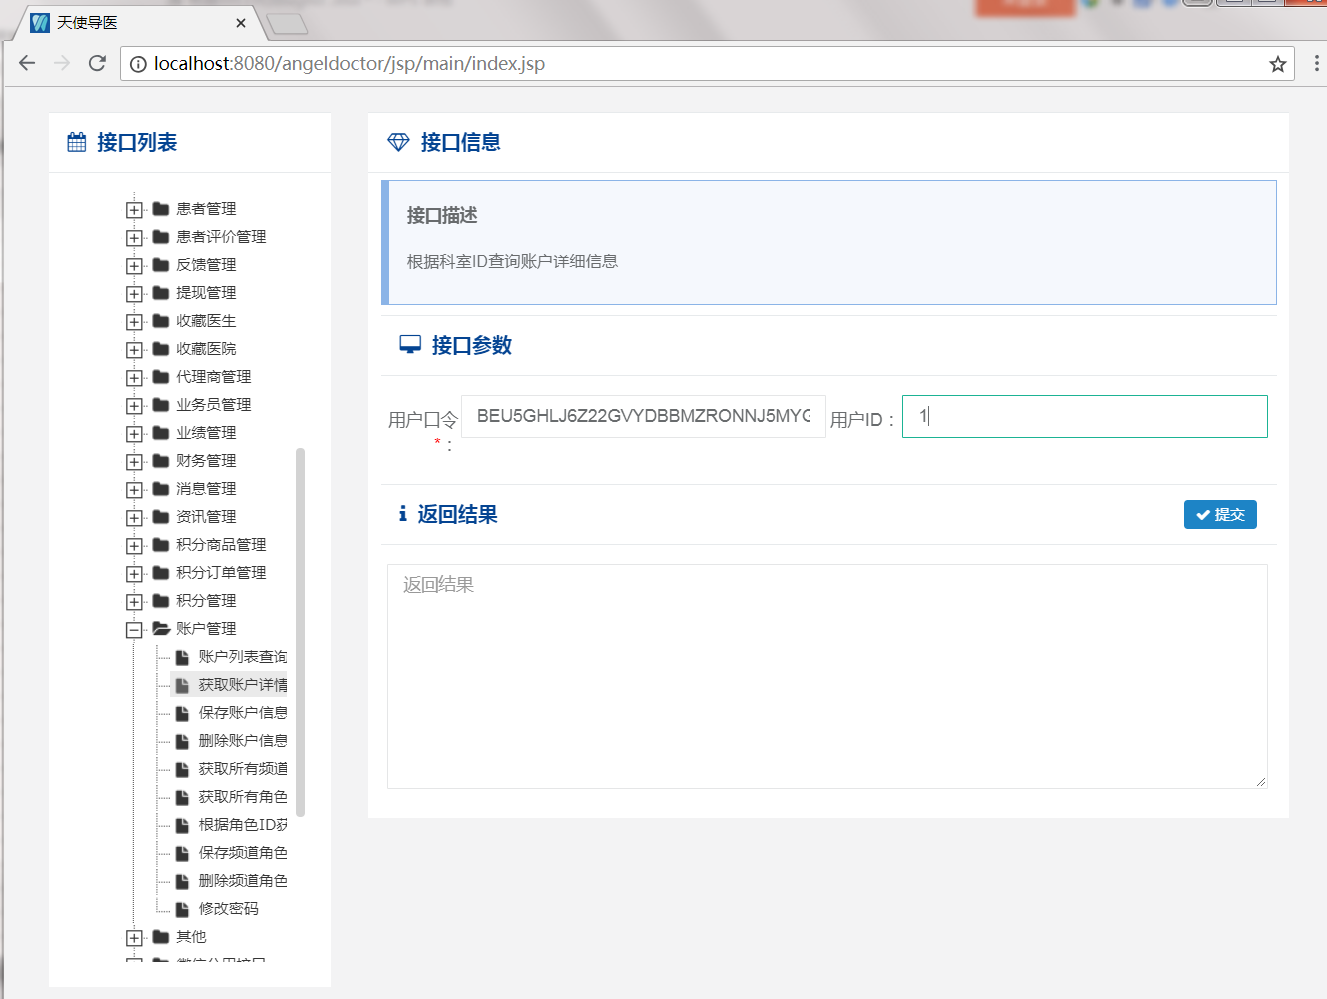 天使导医
localhost:8080/angeldoctor/jsp/main/index.jsp
接口列表
患者管理
患者评价管理
反馈管理
提现管理
收藏医生
收藏医院
代理商管理
业务员管理
业绩管理
财务管理
消息管理
资讯管理
积分商品管理
积分订单管理
积分管理
账户管理
账户列表查询
获取账户详情
保存账户信息
删除账户信息
获取所有频道
获取所有角色
根据角色ID获
保存频道角色
删除频道角色
修改密码
其他
接口信息
接口描述
根据科室ID查询账户详细信息
接口参数
用户口令 BEU5GHLJ6Z22GVYDBBMZRONNJ5MYG 用户ID： 1
*：
返回结果
提交
返回结果